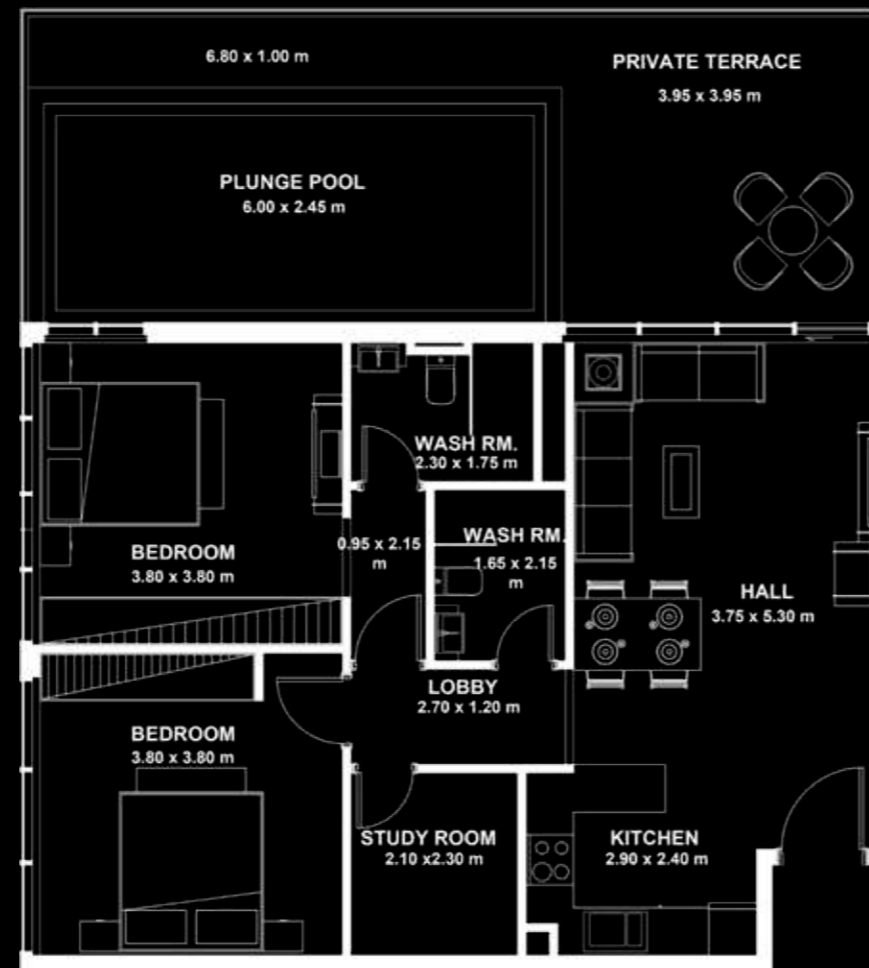 6.80 x 1.00 m
PRIVATE TERRACE
3.95 x 3.95 m
PLUNGE POOL
6.00 x 2.45 m
WASH RM.
2.30 x 1.75 m
BEDROOM
3.80 x 3.80 m
0.95 x 2.15
m
WASH RM.
1.65 x 2.15
m
HALL
3.75 x 5.30 m
LOBBY
2.70 x 1.20 m
BEDROOM
3.80 x 3.80 m
STUDY ROOM
2.10 x2.30 m
KITCHEN
2.90 x 2.40 m